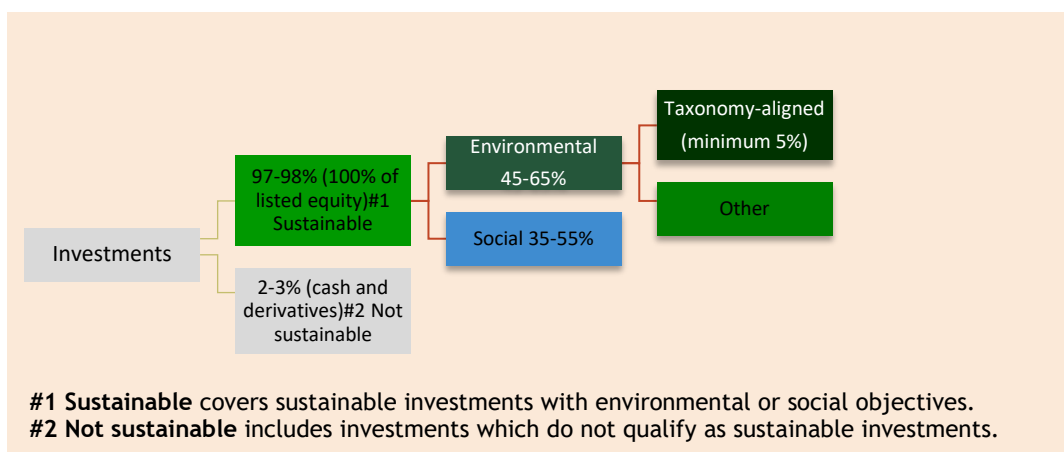 Investments
97-98% (100% of
listed equity)#1
Sustainable
2-3% (cash and
derivatives)#2 Not
sustainable
Environmental
45-65%
Social 35-55%
Taxonomy-aligned
(minimum 5%)
Other
#1 Sustainable covers sustainable investments with environmental or social objectives.
#2 Not sustainable includes investments which do not qualify as sustainable investments.